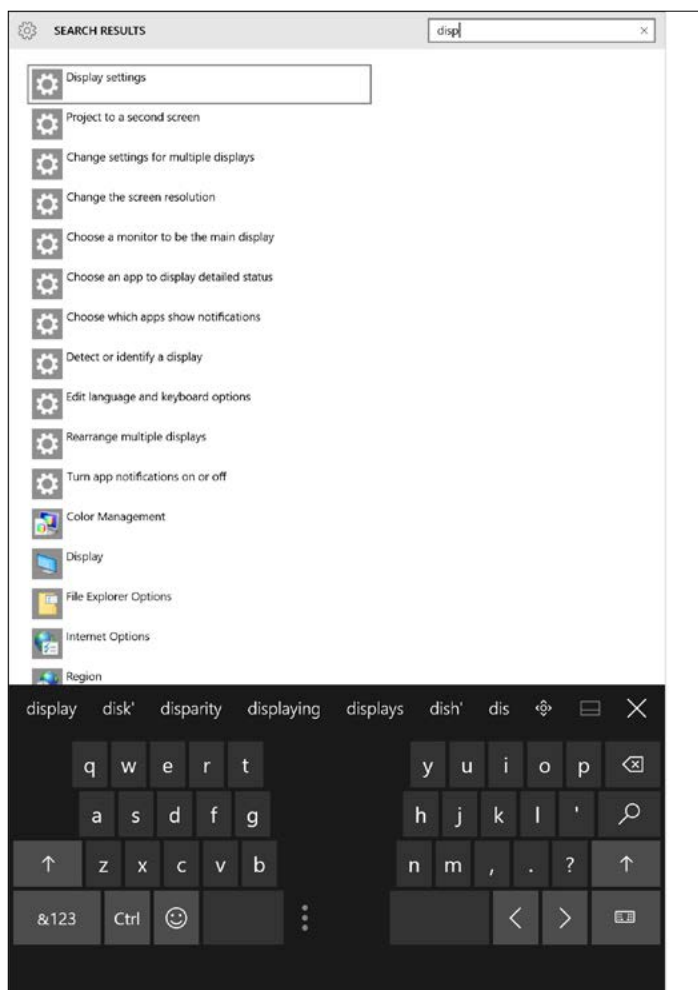 SEARCH RESULTS
disp
Display settings
Project to a second screen
Change settings for multiple displays
Change the screen resolution
Choose a monitor to be the main display
Choose an app to display detailed status
Choose which apps show notifications
Detect or identify a display
Edit language and keyboard options
Rearrange multiple displays
Turn app notifications on or off
Color Management
Display
File Explorer Options
Internet Options
Region
display disk' disparity displaying displays dish' dis
q w e r t y u i o p
a s d f g h j k l '
z x c v b n m , . ?
&123 Ctrl